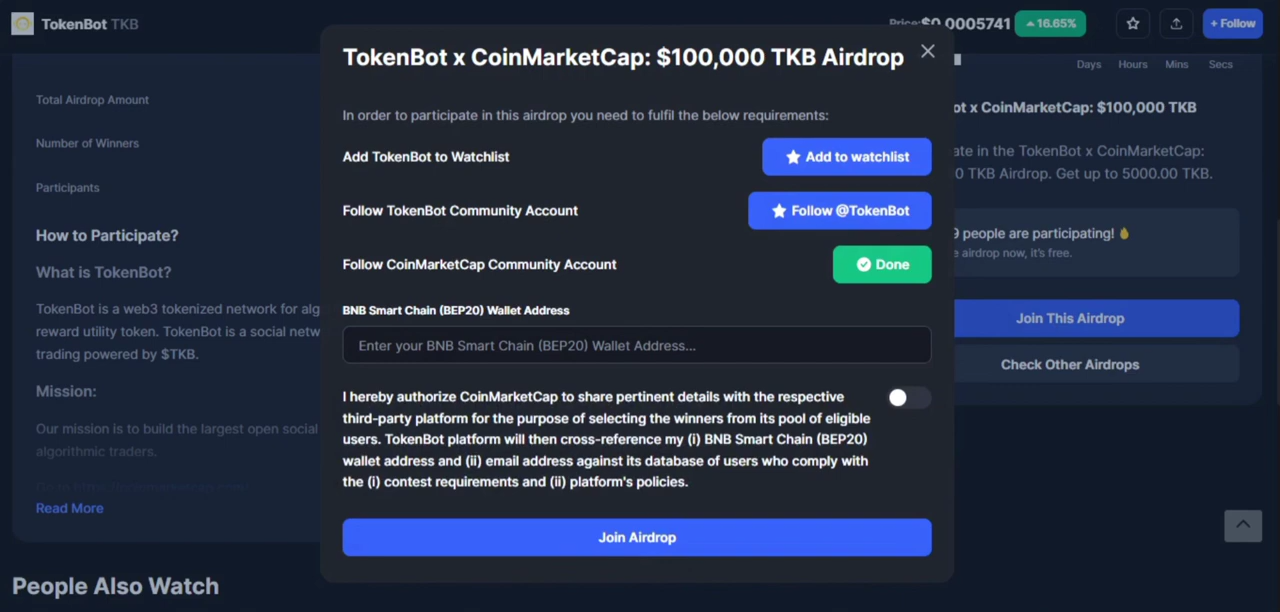 TokenBot TKB
Price:$0.0005741
16.65%
+ Follow
Total Airdrop Amount
Number of Winners
Participants
How to Participate?
What is TokenBot?
TokenBot is a web3 tokenized network for alg
reward utility token. TokenBot is a social netw
trading powered by $TKB.
Mission:
Our mission is to build the largest open social
algorithmic traders.
Read More
People Also Watch
TokenBot x CoinMarketCap: $100,000 TKB Airdrop
In order to participate in this airdrop you need to fulfil the below requirements:
Add TokenBot to Watchlist
Add to watchlist
Follow TokenBot Community Account
Follow @TokenBot
Follow CoinMarketCap Community Account
Done
BNB Smart Chain (BEP20) Wallet Address
Enter your BNB Smart Chain (BEP20) Wallet Address...
I hereby authorize CoinMarketCap to share pertinent details with the respective
third-party platform for the purpose of selecting the winners from its pool of eligible
users. TokenBot platform will then cross-reference my (i) BNB Smart Chain (BEP20)
wallet address and (ii) email address against its database of users who comply with
the (i) contest requirements and (ii) platform's policies.
Join Airdrop
Days Hours Mins Secs
ot x CoinMarketCap: $100,000 TKB
ate in the TokenBot x CoinMarketCap:
0 TKB Airdrop. Get up to 5000.00 TKB.
9 people are participating!
e airdrop now, it's free.
Join This Airdrop
Check Other Airdrops